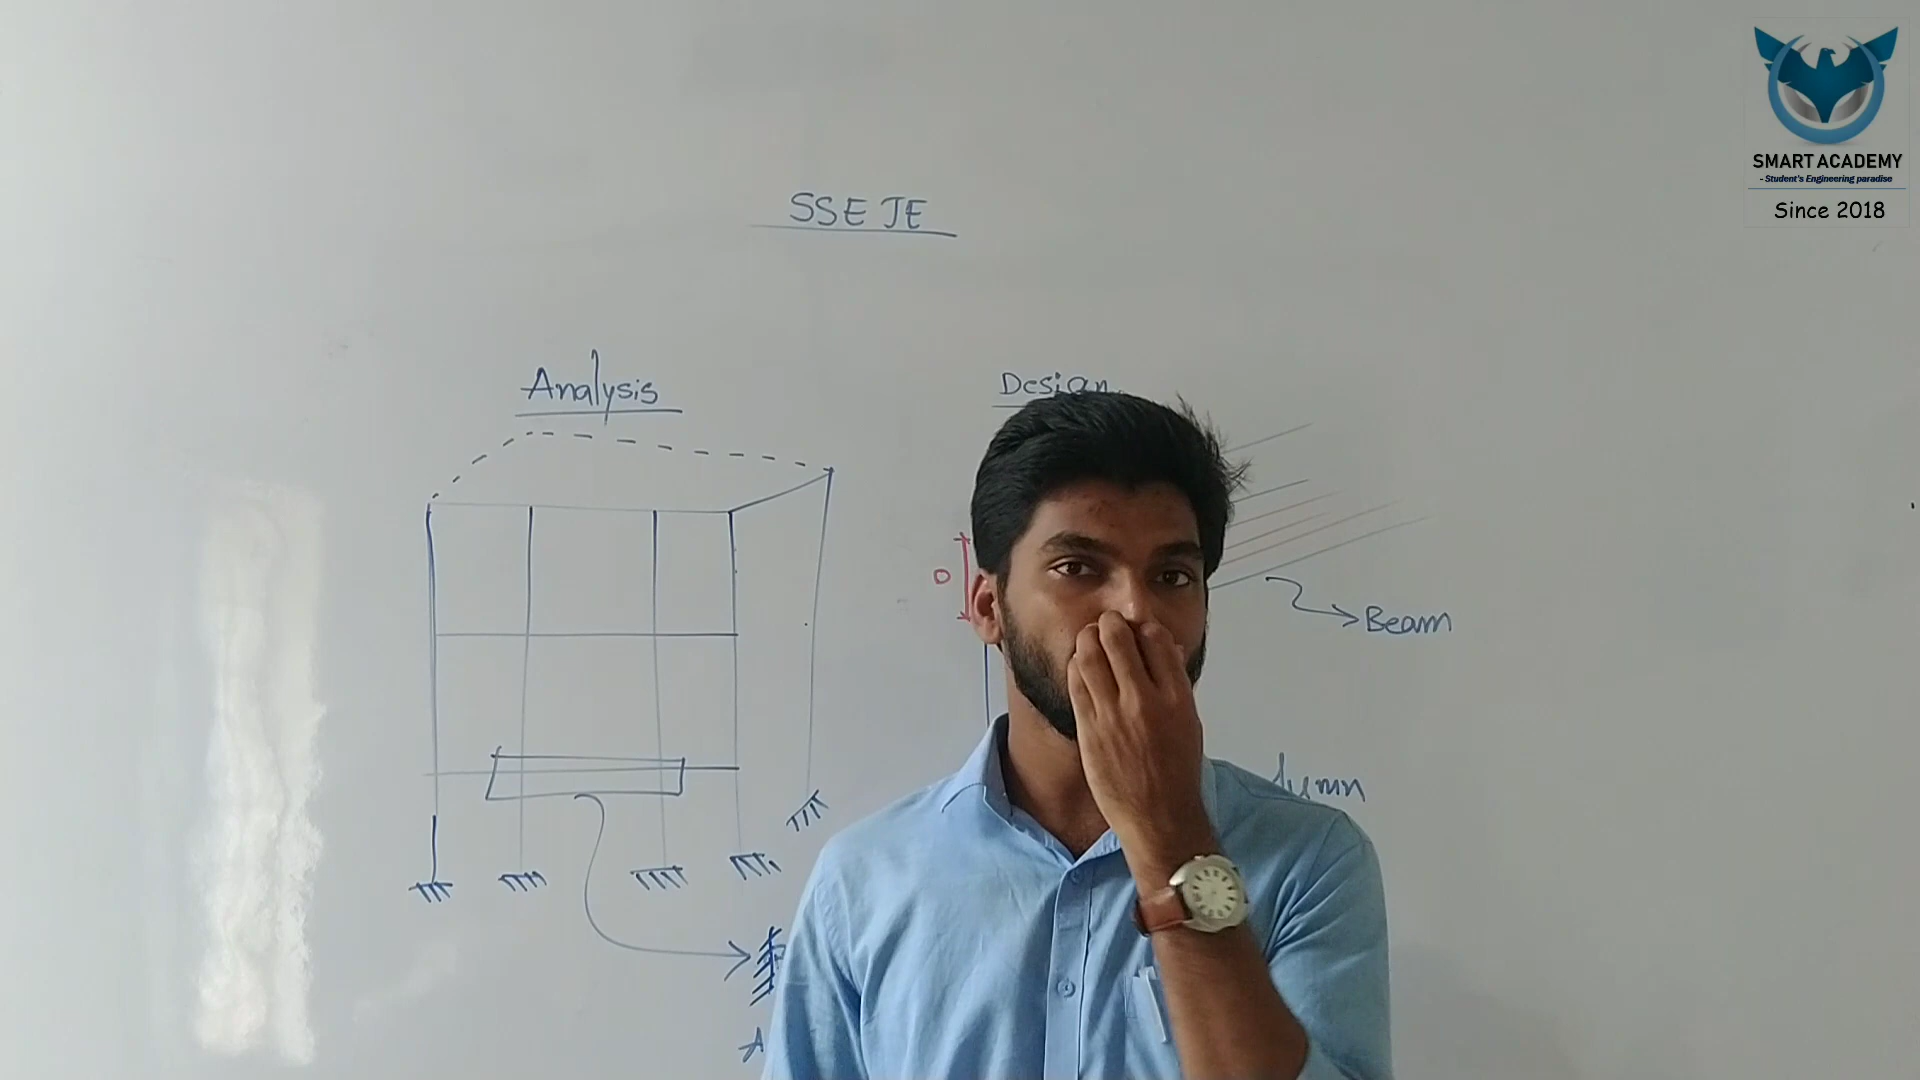 SMART ACADEMY
- Student's Engineering paradise
Since 2018
SSE JE
Analysis
Design
D
Beam
A